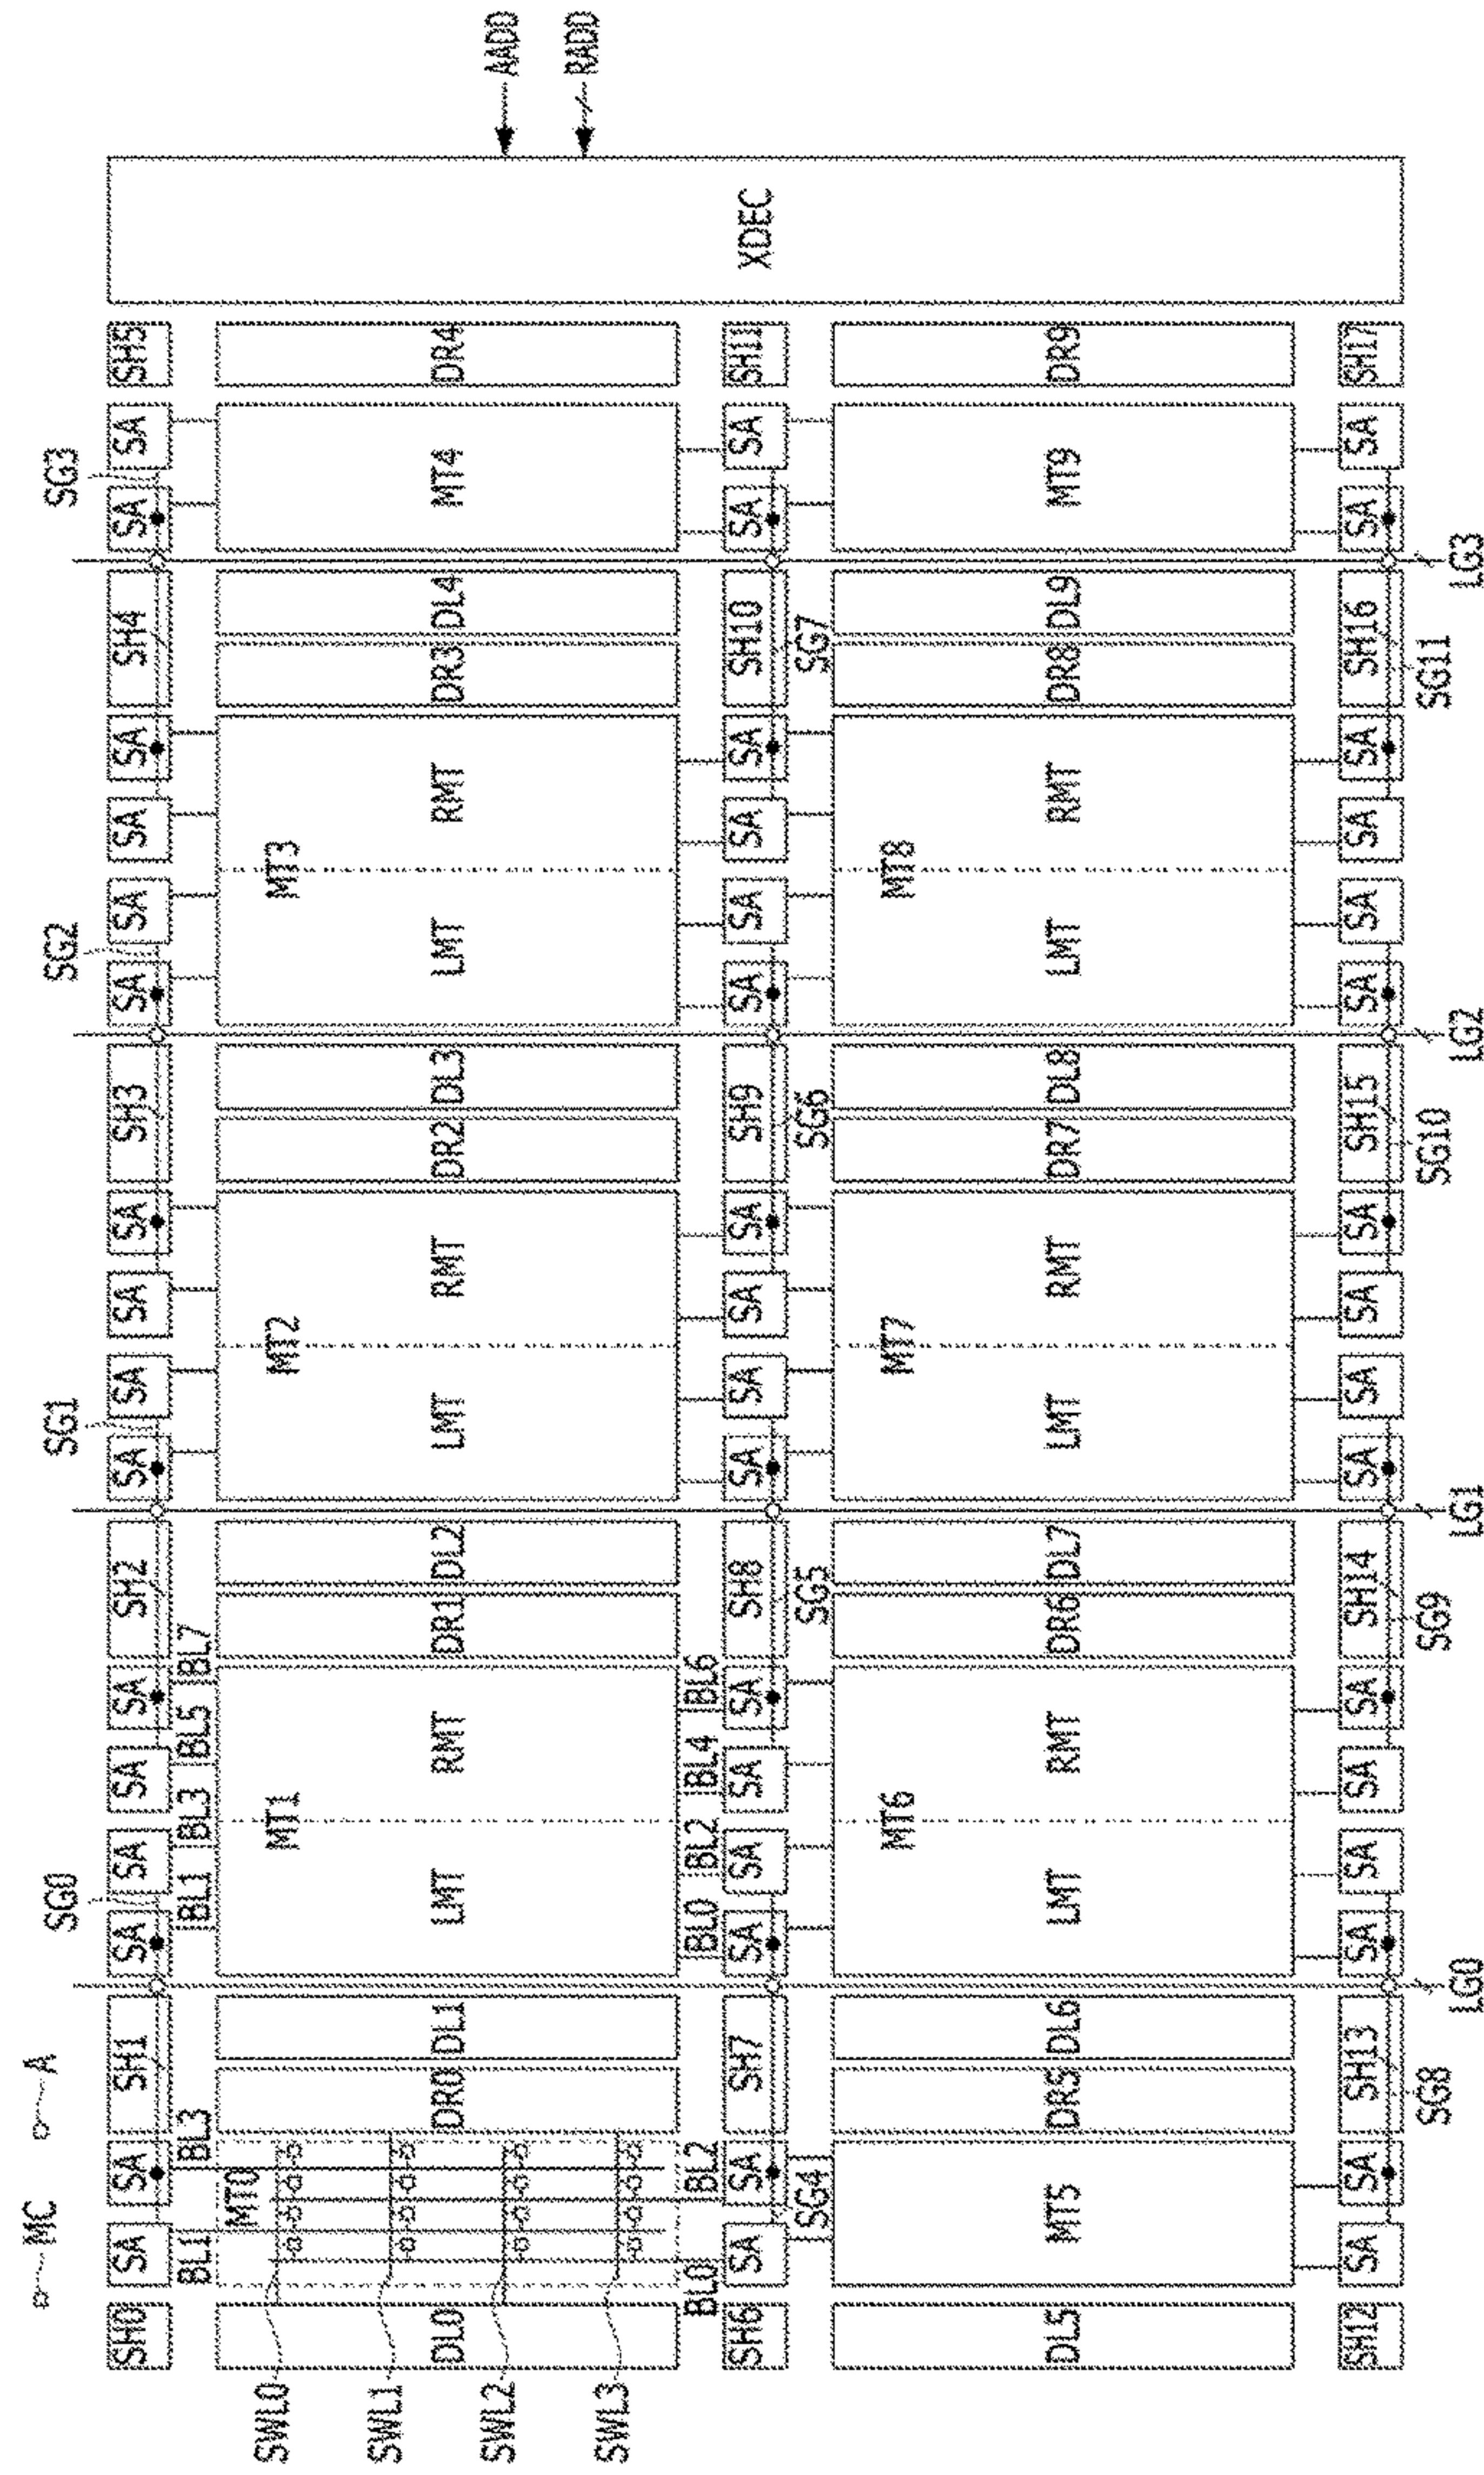 MC A
SG0 SG1 SG2 SG3
SH0 SA SA SH1 SA SA SA SA SH2 SA SA SA SA SH3 SA SA SA SA SH4 SA SA SH5
BL1 BL3 BL1 BL3 BL5 BL7
MT0
SWL0 MT1 MT2 MT3
SWL1
DL0 DR0 DL1 LMT RMT DR1 DL2 LMT RMT DR2 DL3 LMT RMT DR3 DL4 MT4 DR4
SWL2 AADD
RADD
SWL3
BL0 BL2 BL0 BL2 BL4 BL6
SH6 SA SA SH7 SA SA SA SA SH8 SA SA SA SA SH9 SA SA SA SA SH10 SA SA SH11 XDEC
SG4 SG5 SG6 SG7
MT6 MT7 MT8
DL5 MT5 DR5 DL6 LMT RMT DR6 DL7 LMT RMT DR7 DL8 LMT RMT DR8 DL9 MT9 DR9
SH12 SA SA SH13 SA SA SA SA SH14 SA SA SA SA SH15 SA SA SA SA SH16 SA SA SH17
SG8 SG9 SG10 SG11
LG0 LG1 LG2 LG3